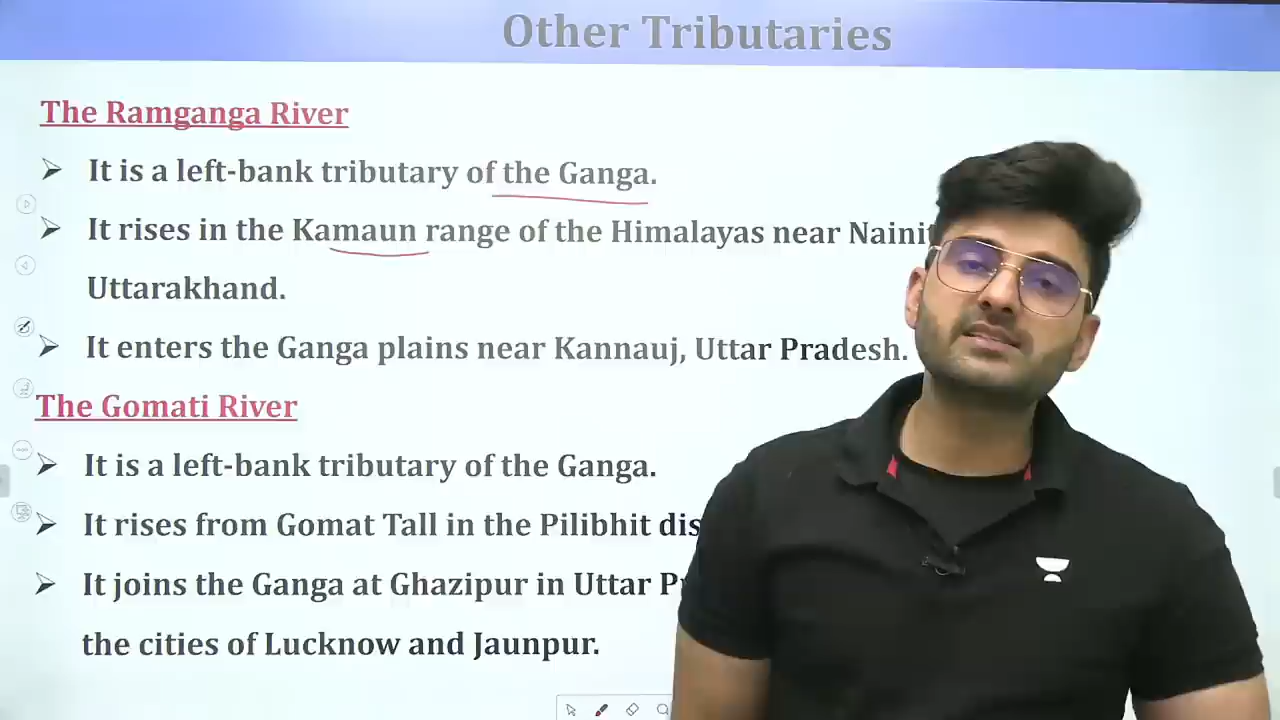 Other Tributaries
The Ramganga River
It is a left-bank tributary of the Ganga.
It rises in the Kamaun range of the Himalayas near
Uttarakhand.
It enters the Ganga plains near Kannauj, Uttar Pradesh.
The Gomati River
It is a left-bank tributary of the Ganga.
It rises from Gomat Tall in the Pilibhit
It joins the Ganga at Ghazipur in Uttar
the cities of Lucknow and Jaunpur.